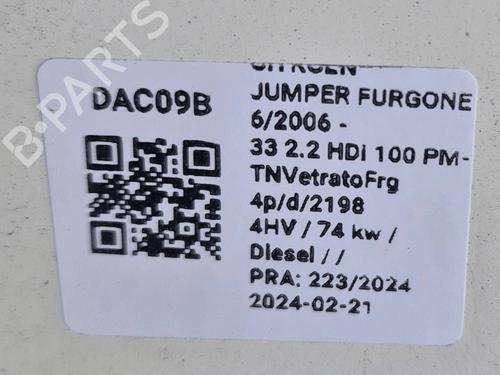 B-PARTS
DAC09B
CITROEN
JUMPER FURGONE
6/2006 -
33 2.2 HDi 100 PM-
TNVetratoFrg
4p/d/2198
4HV / 74 kw /
Diesel / /
PRA: 223/2024
2024-02-21